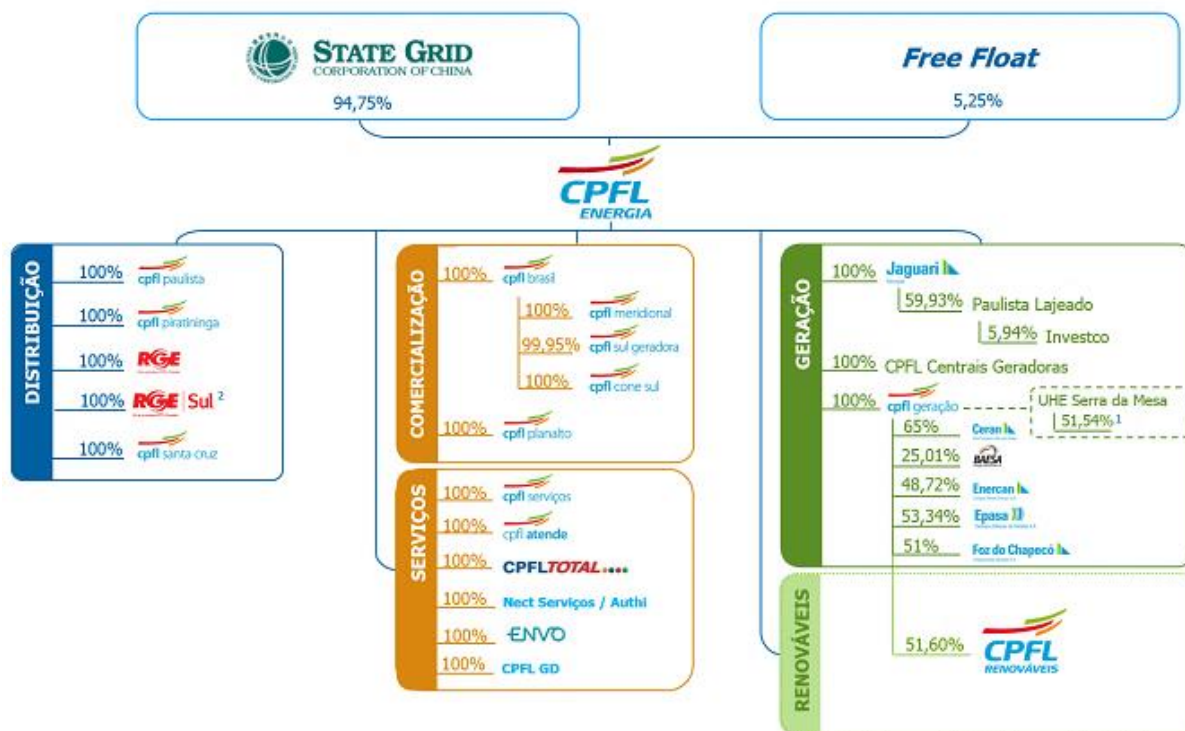 STATE GRID
CORPORATION OF CHINA
94,75%
Free Float
5,25%
CPFL
ENERGIA
DISTRIBUIÇÃO
100% cpfl paulista
100% cpfl piratininga
100% RGE
100% RGE Sul 2
100% cpfl santa cruz
COMERCIALIZAÇÃO
100% cpfl brasil
100% cpfl meridional
99,95% cpfl sul geradora
100% cpfl cone sul
100% cpfl planalto
SERVIÇOS
100% cpfl serviços
100% cpfl atende
100% CPFLTOTAL
100% Nect Serviços / Authi
100% ENVO
100% CPFL GD
GERAÇÃO
100% Jaguari
59,93% Paulista Lajeado
5,94% Investco
100% CPFL Centrais Geradoras
100% cpfl geração
UHE Serra da Mesa
51,54% 1
65% Ceran
25,01% BAESA
48,72% Enercan
53,34% Epasa
51% Foz do Chapecó
RENOVÁVEIS
51,60% CPFL
RENOVÁVEIS